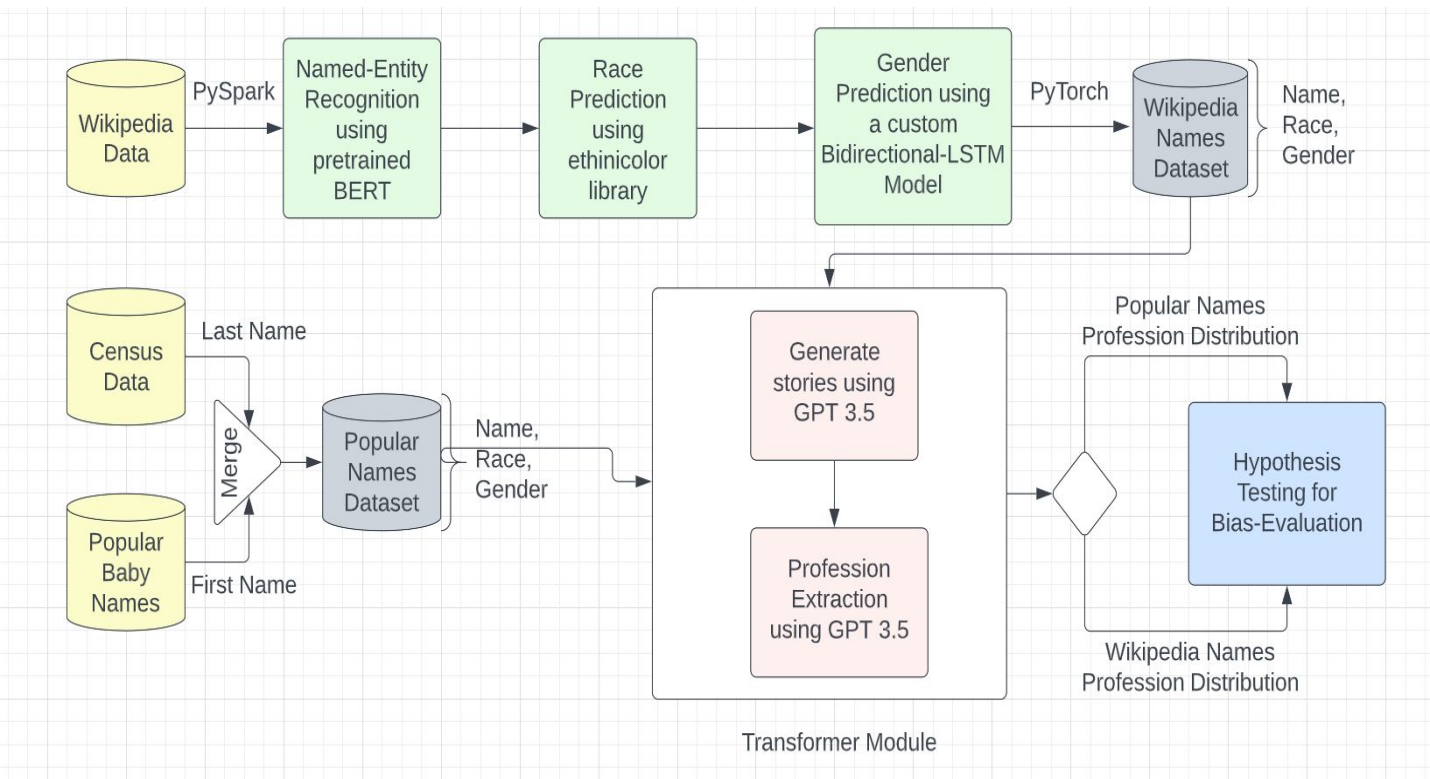 Wikipedia
Data
PySpark
Named-Entity
Recognition
using
pretrained
BERT
Race
Prediction
using
ethinicolor
library
Gender
Prediction using
a custom
Bidirectional-LSTM
Model
PyTorch
Wikipedia
Names
Dataset
Name,
Race,
Gender
Census
Data
Last Name
Popular
Baby
Names
First Name
Merge
Popular
Names
Dataset
Name,
Race,
Gender
Generate
stories using
GPT 3.5
Profession
Extraction
using GPT 3.5
Transformer Module
Popular Names
Profession Distribution
Hypothesis
Testing for
Bias-Evaluation
Wikipedia Names
Profession Distribution